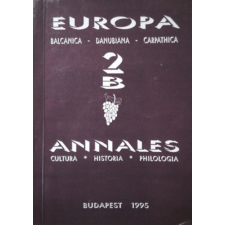 EUROPA
BALCANICA • DANUBIANA • CARPATHICA
2
B
ANNALES
CULTURA • HISTORIA • PHILOLOGIA
BUDAPEST 1995